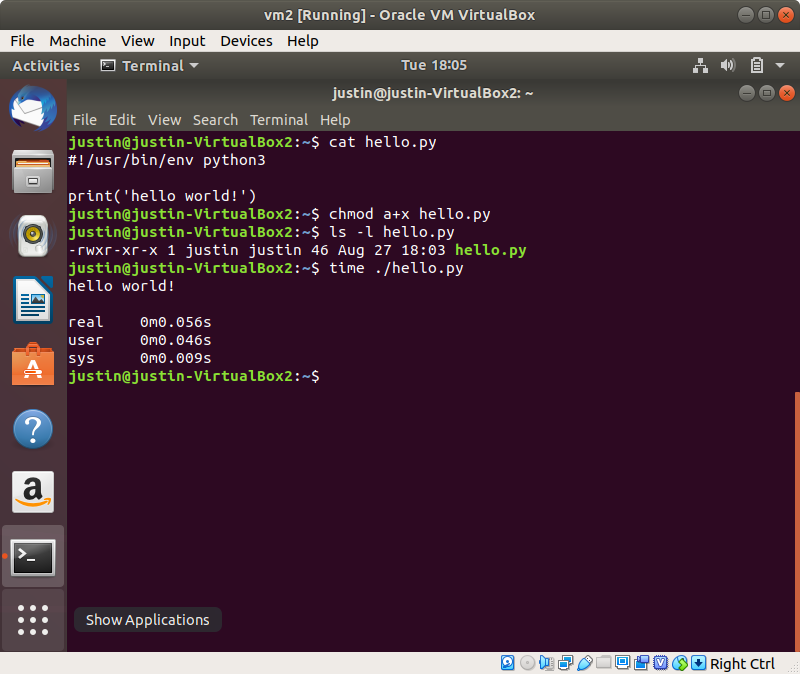 vm2 [Running] - Oracle VM VirtualBox
File Machine View Input Devices Help
Activities Terminal Tue 18:05
justin@justin-VirtualBox2: ~
File Edit View Search Terminal Help
justin@justin-VirtualBox2:~$ cat hello.py
#!/usr/bin/env python3
print('hello world!')
justin@justin-VirtualBox2:~$ chmod a+x hello.py
justin@justin-VirtualBox2:~$ ls -l hello.py
-rwxr-xr-x 1 justin justin 46 Aug 27 18:03 hello.py
justin@justin-VirtualBox2:~$ time ./hello.py
hello world!
real 0m0.056s
user 0m0.046s
sys 0m0.009s
justin@justin-VirtualBox2:~$
Show Applications
Right Ctrl